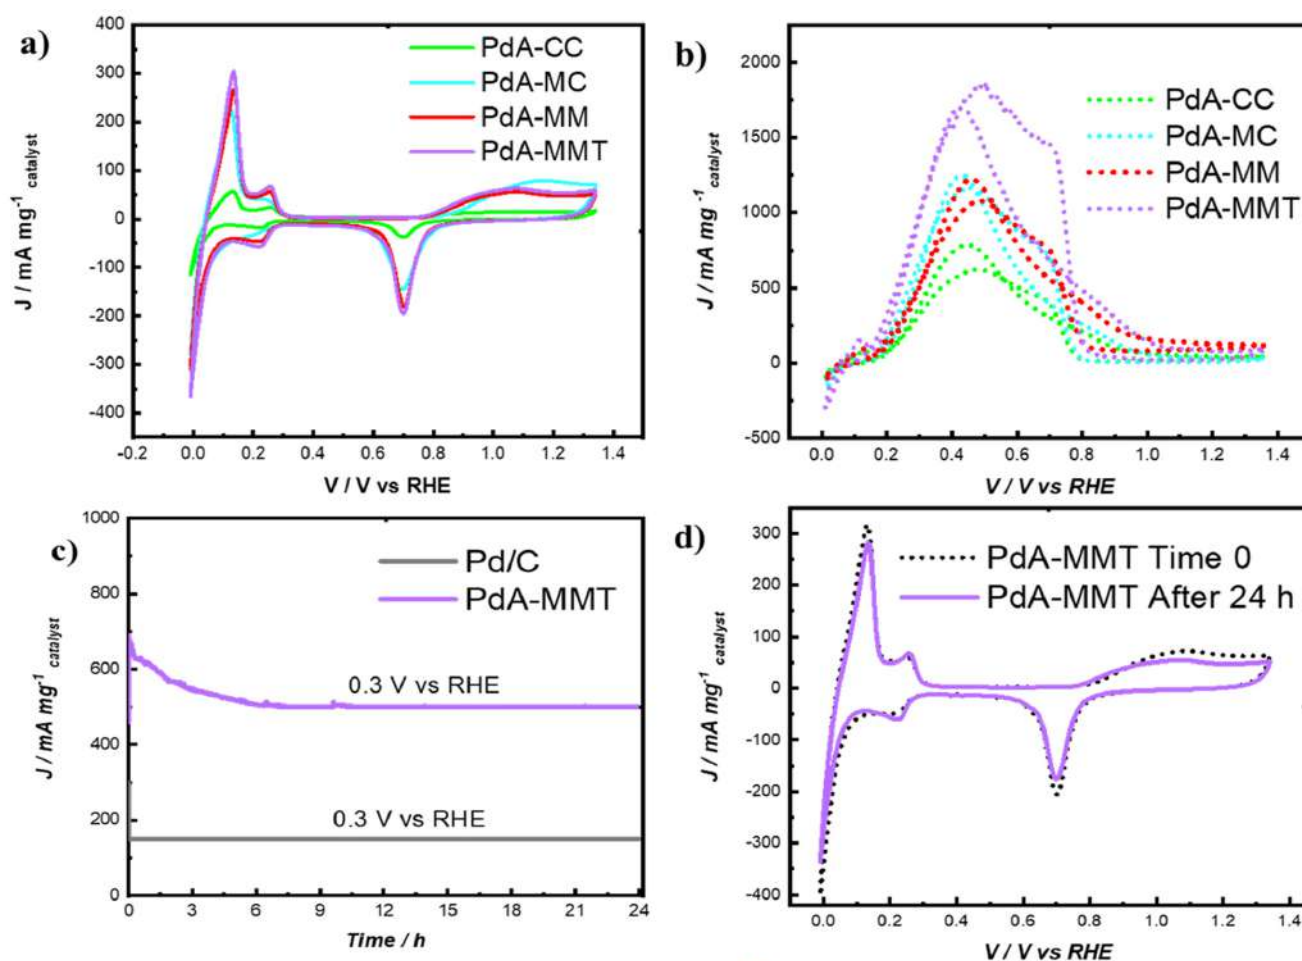 a)
PdA-CC
PdA-MC
PdA-MM
PdA-MMT
400
300
200
100
0
-100
-200
-300
-400
J / mA mg⁻¹ catalyst
-0.2 0.0 0.2 0.4 0.6 0.8 1.0 1.2 1.4
V / V vs RHE
b)
PdA-CC
PdA-MC
PdA-MM
PdA-MMT
2000
1500
1000
500
0
-500
J / mA mg⁻¹ catalyst
0.0 0.2 0.4 0.6 0.8 1.0 1.2 1.4
V / V vs RHE
c)
Pd/C
PdA-MMT
0.3 V vs RHE
0.3 V vs RHE
1000
800
600
400
200
0
J / mA mg⁻¹ catalyst
0 3 6 9 12 15 18 21 24
Time / h
d)
PdA-MMT Time 0
PdA-MMT After 24 h
300
200
100
0
-100
-200
-300
-400
J / mA mg⁻¹ catalyst
0.0 0.2 0.4 0.6 0.8 1.0 1.2 1.4
V / V vs RHE